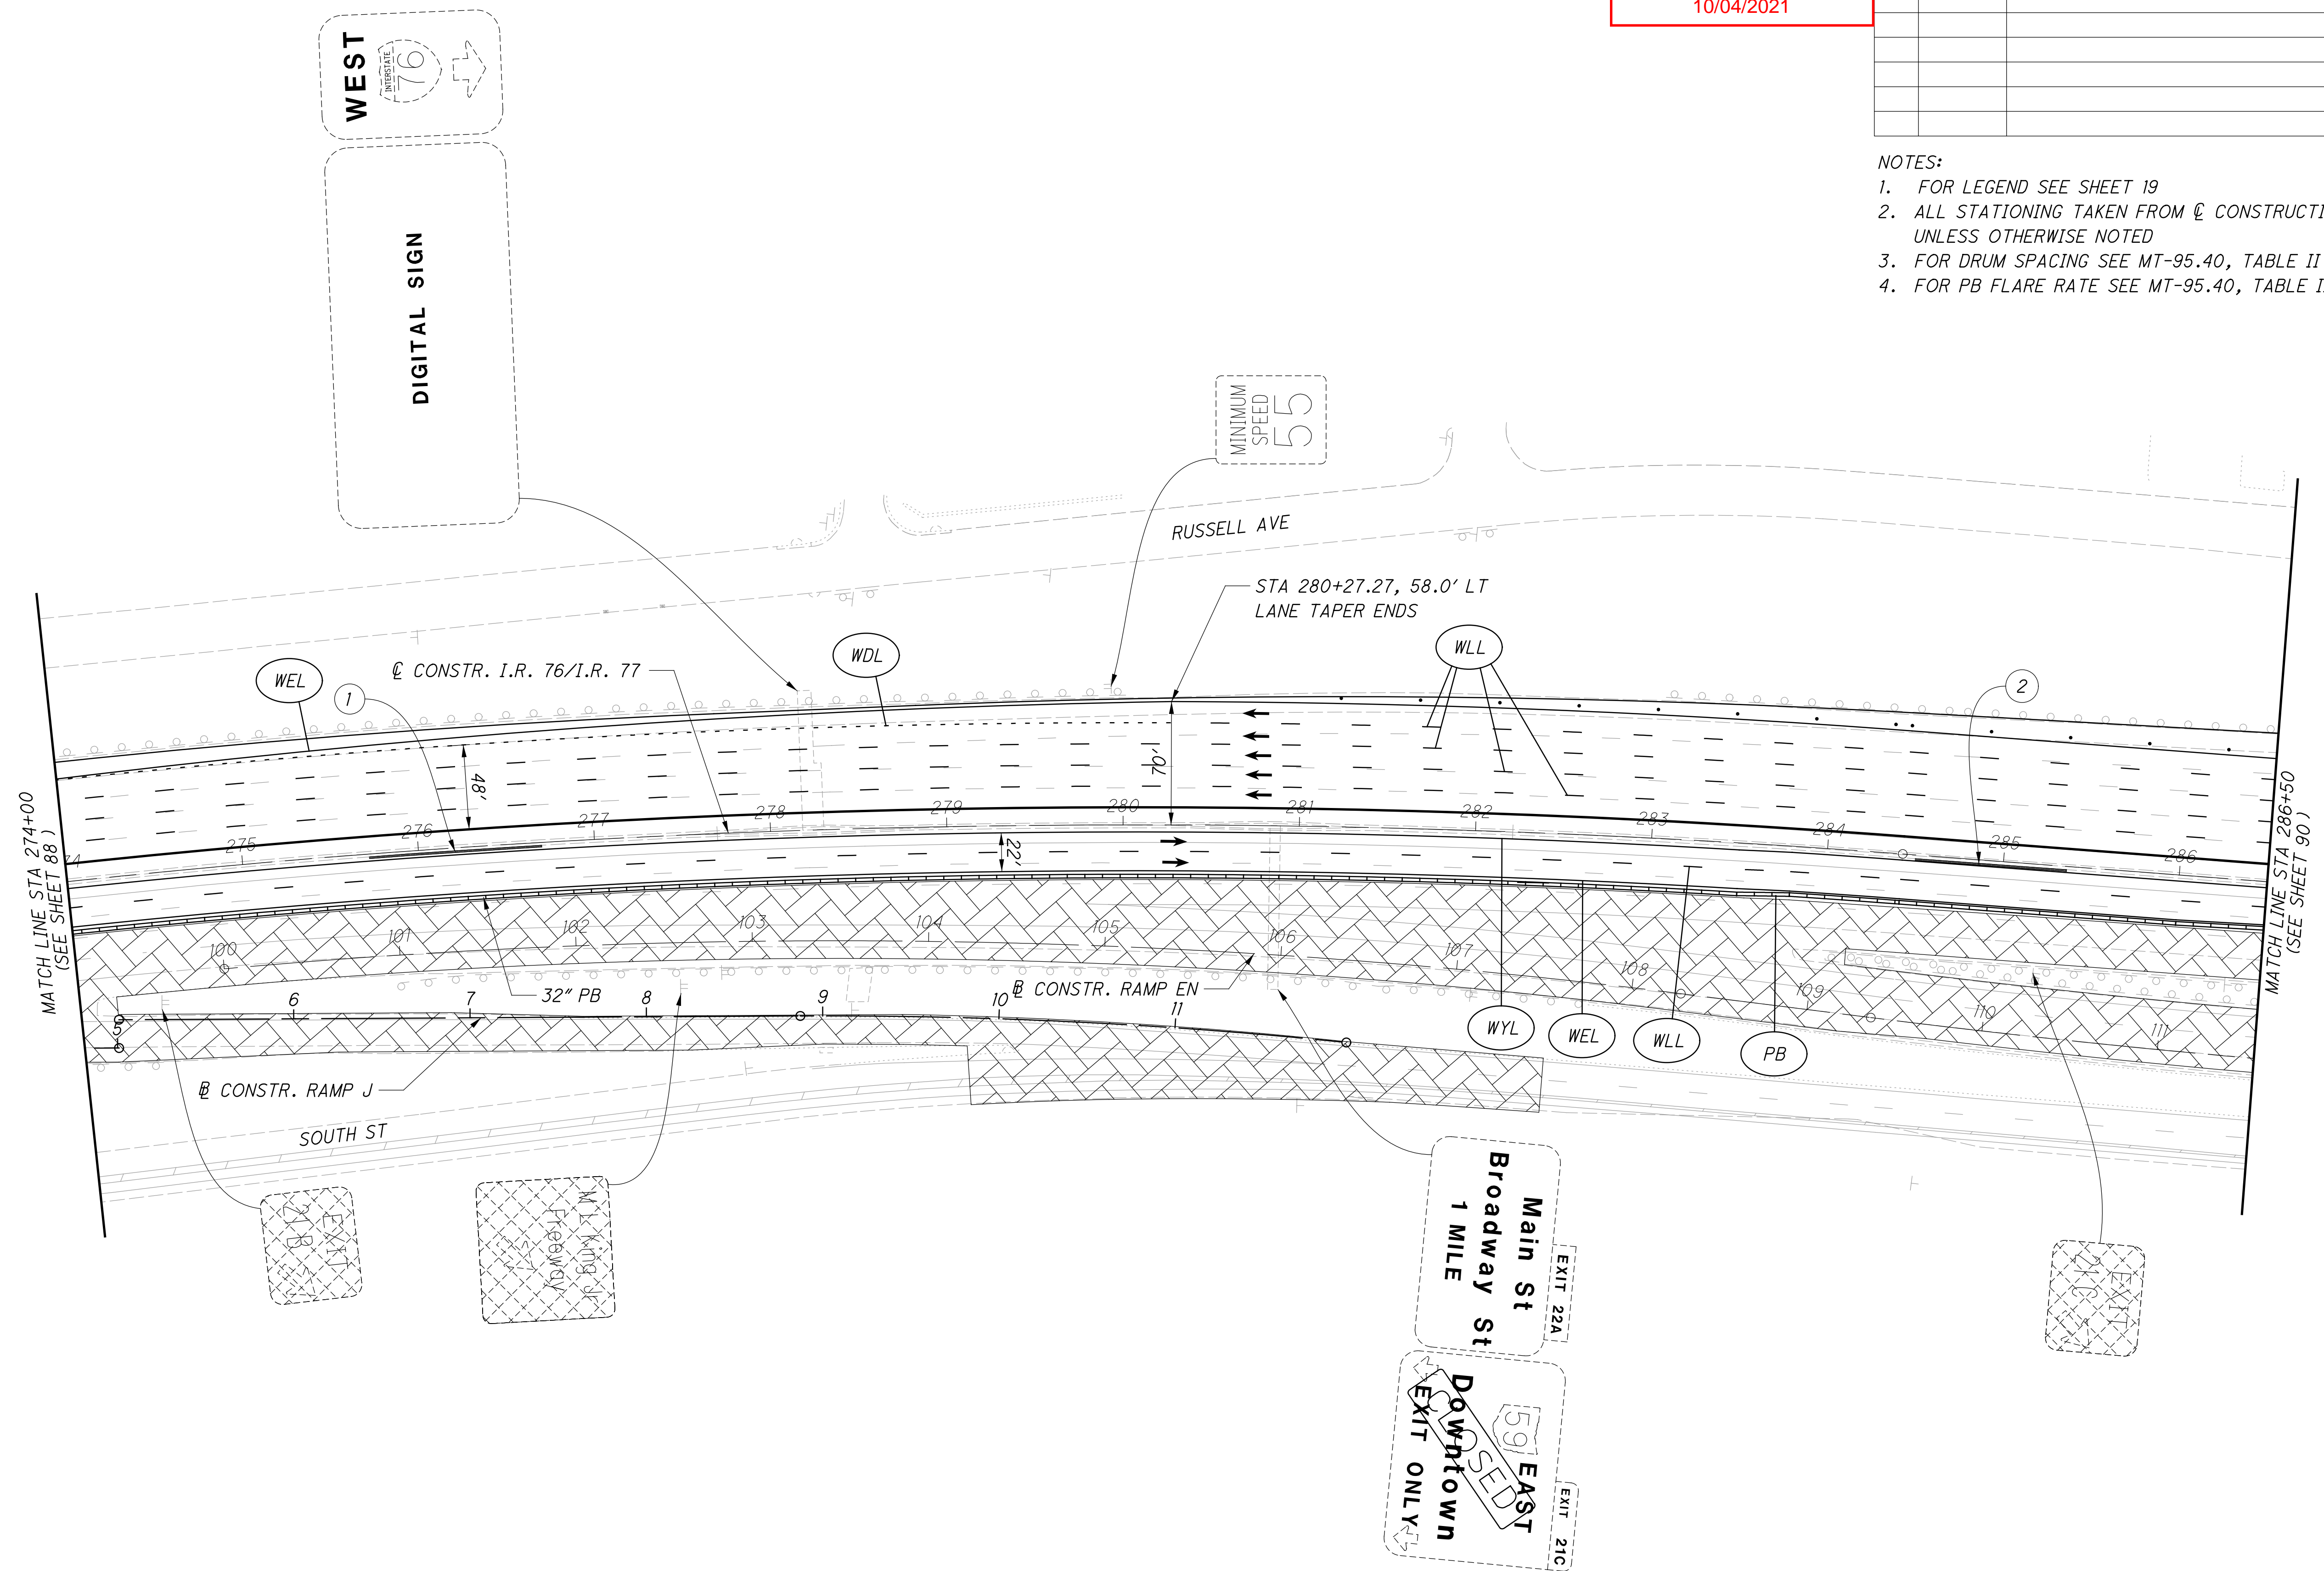 10/04/2021
NOTES:
1. FOR LEGEND SEE SHEET 19
2. ALL STATIONING TAKEN FROM ℄ CONSTRUCTI
UNLESS OTHERWISE NOTED
3. FOR DRUM SPACING SEE MT-95.40, TABLE II
4. FOR PB FLARE RATE SEE MT-95.40, TABLE I
WEST
INTERSTATE
76
DIGITAL SIGN
MINIMUM
SPEED
55
RUSSELL AVE
STA 280+27.27, 58.0' LT
LANE TAPER ENDS
WEL
1
℄ CONSTR. I.R. 76/I.R. 77
WDL
WLL
2
48'
70'
22'
275
276
277
278
279
280
281
282
283
284
285
286
MATCH LINE STA 274+00
(SEE SHEET 88)
MATCH LINE STA 286+50
(SEE SHEET 90)
100
101
102
103
104
105
106
107
108
109
110
111
32" PB
B͟L CONSTR. RAMP EN
5
6
7
8
9
10
11
WYL
WEL
WLL
PB
BL CONSTR. RAMP J
SOUTH ST
EXIT
21B
ML King Jr
Freeway
EXIT 22A
Main St
Broadway St
1 MILE
EXIT 21C
59 EAST
Downtown
EXIT ONLY
CLOSED
EXIT
21C